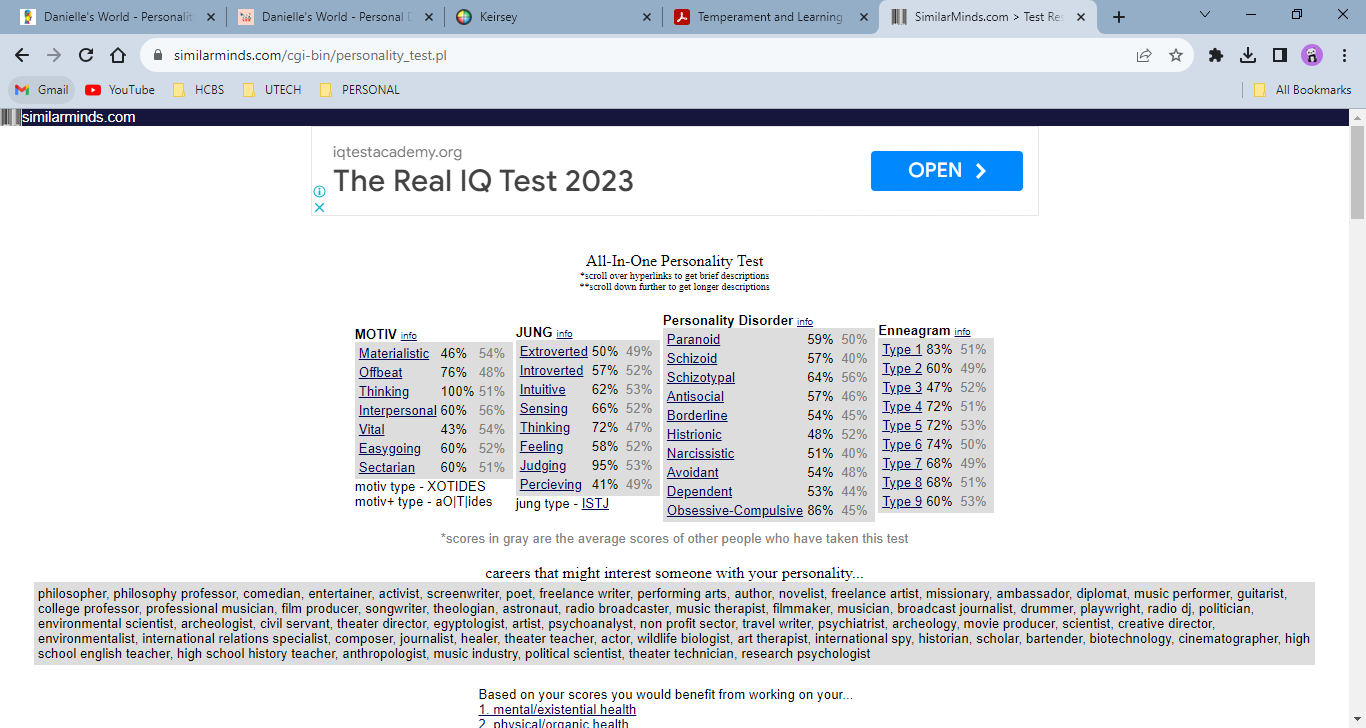 Danielle's World - Personalit
Danielle's World - Personal D
Keirsey
Temperament and Learning
SimilarMinds.com > Test Res
similarminds.com/cgi-bin/personality_test.pl
Gmail YouTube HCBS UTECH PERSONAL All Bookmarks
similarminds.com
iqtestacademy.org
The Real IQ Test 2023
OPEN
All-In-One Personality Test
*scroll over hyperlinks to get brief descriptions
**scroll down further to get longer descriptions
MOTIV info
Materialistic 46% 54%
Offbeat 76% 48%
Thinking 100% 51%
Interpersonal 60% 56%
Vital 43% 54%
Easygoing 60% 52%
Sectarian 60% 51%
motiv type - XOTIDES
motiv+ type - aO|T|ides
JUNG info
Extroverted 50% 49%
Introverted 57% 52%
Intuitive 62% 53%
Sensing 66% 52%
Thinking 72% 47%
Feeling 58% 52%
Judging 95% 53%
Percieving 41% 49%
jung type - ISTJ
Personality Disorder info
Paranoid 59% 50%
Schizoid 57% 40%
Schizotypal 64% 56%
Antisocial 57% 46%
Borderline 54% 45%
Histrionic 48% 52%
Narcissistic 51% 40%
Avoidant 54% 48%
Dependent 53% 44%
Obsessive-Compulsive 86% 45%
Enneagram info
Type 1 83% 51%
Type 2 60% 49%
Type 3 47% 52%
Type 4 72% 51%
Type 5 72% 53%
Type 6 74% 50%
Type 7 68% 49%
Type 8 68% 51%
Type 9 60% 53%
*scores in gray are the average scores of other people who have taken this test
careers that might interest someone with your personality...
philosopher, philosophy professor, comedian, entertainer, activist, screenwriter, poet, freelance writer, performing arts, author, novelist, freelance artist, missionary, ambassador, diplomat, music performer, guitarist,
college professor, professional musician, film producer, songwriter, theologian, astronaut, radio broadcaster, music therapist, filmmaker, musician, broadcast journalist, drummer, playwright, radio dj, politician,
environmental scientist, archeologist, civil servant, theater director, egyptologist, artist, psychoanalyst, non profit sector, travel writer, psychiatrist, archeology, movie producer, scientist, creative director,
environmentalist, international relations specialist, composer, journalist, healer, theater teacher, actor, wildlife biologist, art therapist, international spy, historian, scholar, bartender, biotechnology, cinematographer, high
school english teacher, high school history teacher, anthropologist, music industry, political scientist, theater technician, research psychologist
Based on your scores you would benefit from working on your...
1. mental/existential health
2. physical/organic health